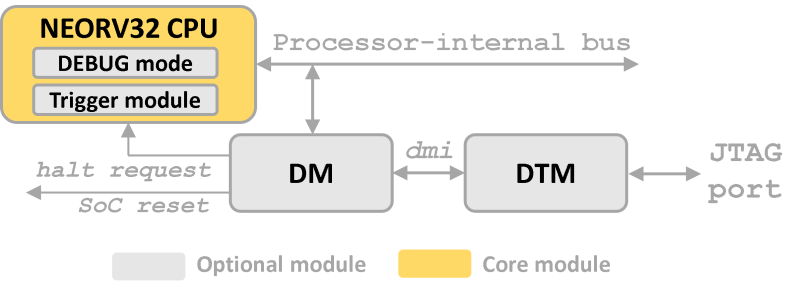 NEORV32 CPU
DEBUG mode
Trigger module
Processor-internal bus
halt request
SoC reset
DM
dmi
DTM
JTAG
port
Optional module
Core module